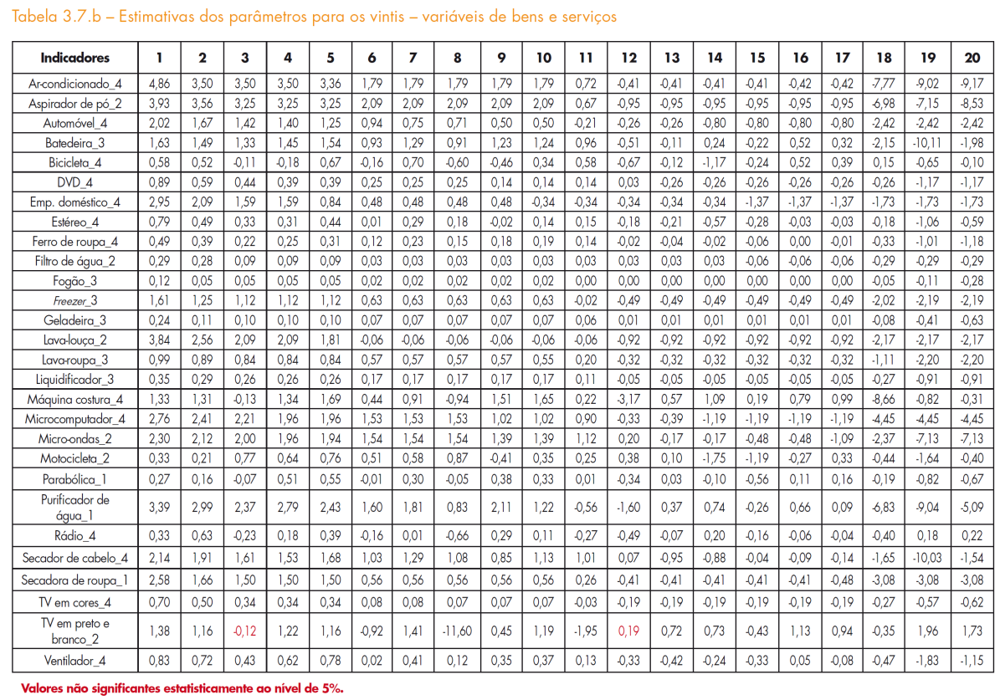 Tabela 3.7.b – Estimativas dos parâmetros para os vintis – variáveis de bens e serviços
Indicadores 1 2 3 4 5 6 7 8 9 10 11 12 13 14 15 16 17 18 19 20
Ar-condicionado_4 4,86 3,50 3,50 3,50 3,36 1,79 1,79 1,79 1,79 1,79 0,72 -0,41 -0,41 -0,41 -0,41 -0,42 -0,42 -7,77 -9,02 -9,17
Aspirador de pó_2 3,93 3,56 3,25 3,25 3,25 2,09 2,09 2,09 2,09 2,09 0,67 -0,95 -0,95 -0,95 -0,95 -0,95 -0,95 -6,98 -7,15 -8,53
Automóvel_4 2,02 1,67 1,42 1,40 1,25 0,94 0,75 0,71 0,50 0,50 -0,21 -0,26 -0,26 -0,80 -0,80 -0,80 -0,80 -2,42 -2,42 -2,42
Batedeira_3 1,63 1,49 1,33 1,45 1,54 0,93 1,29 0,91 1,23 1,24 0,96 -0,51 -0,11 0,24 -0,22 0,52 0,32 -2,15 -10,11 -1,98
Bicicleta_4 0,58 0,52 -0,11 -0,18 0,67 -0,16 0,70 -0,60 -0,46 0,34 0,58 -0,67 -0,12 -1,17 -0,24 0,52 0,39 0,15 -0,65 -0,10
DVD_4 0,89 0,59 0,44 0,39 0,39 0,25 0,25 0,25 0,14 0,14 0,14 0,03 -0,26 -0,26 -0,26 -0,26 -0,26 -0,26 -1,17 -1,17
Emp. doméstico_4 2,95 2,09 1,59 1,59 0,84 0,48 0,48 0,48 0,48 -0,34 -0,34 -0,34 -0,34 -0,34 -1,37 -1,37 -1,37 -1,73 -1,73 -1,73
Estéreo_4 0,79 0,49 0,33 0,31 0,44 0,01 0,29 0,18 -0,02 0,14 0,15 -0,18 -0,21 -0,57 -0,28 -0,03 -0,03 -0,18 -1,06 -0,59
Ferro de roupa_4 0,49 0,39 0,22 0,25 0,31 0,12 0,23 0,15 0,18 0,19 0,14 -0,02 -0,04 -0,02 -0,06 0,00 -0,01 -0,33 -1,01 -1,18
Filtro de água_2 0,29 0,28 0,09 0,09 0,09 0,03 0,03 0,03 0,03 0,03 0,03 0,03 0,03 0,03 -0,06 -0,06 -0,06 -0,29 -0,29 -0,29
Fogão_3 0,12 0,05 0,05 0,05 0,05 0,02 0,02 0,02 0,02 0,02 0,00 0,00 0,00 0,00 0,00 0,00 0,00 -0,05 -0,11 -0,28
Freezer_3 1,61 1,25 1,12 1,12 1,12 0,63 0,63 0,63 0,63 0,63 -0,02 -0,49 -0,49 -0,49 -0,49 -0,49 -0,49 -2,02 -2,19 -2,19
Geladeira_3 0,24 0,11 0,10 0,10 0,10 0,07 0,07 0,07 0,07 0,07 0,06 0,01 0,01 0,01 0,01 0,01 0,01 -0,08 -0,41 -0,63
Lava-louça_2 3,84 2,56 2,09 2,09 1,81 -0,06 -0,06 -0,06 -0,06 -0,06 -0,06 -0,92 -0,92 -0,92 -0,92 -0,92 -0,92 -2,17 -2,17 -2,17
Lava-roupa_3 0,99 0,89 0,84 0,84 0,84 0,57 0,57 0,57 0,57 0,55 0,20 -0,32 -0,32 -0,32 -0,32 -0,32 -0,32 -1,11 -2,20 -2,20
Liquidificador_3 0,35 0,29 0,26 0,26 0,26 0,17 0,17 0,17 0,17 0,17 0,11 -0,05 -0,05 -0,05 -0,05 -0,05 -0,05 -0,27 -0,91 -0,91
Máquina costura_4 1,33 1,31 -0,13 1,34 1,69 0,44 0,91 -0,94 1,51 1,65 0,22 -3,17 0,57 1,09 0,19 0,79 0,99 -8,66 -0,82 -0,31
Microcomputador_4 2,76 2,41 2,21 1,96 1,96 1,53 1,53 1,53 1,02 1,02 0,90 -0,33 -0,39 -1,19 -1,19 -1,19 -1,19 -4,45 -4,45 -4,45
Micro-ondas_2 2,30 2,12 2,00 1,96 1,94 1,54 1,54 1,54 1,39 1,39 1,12 0,20 -0,17 -0,17 -0,48 -0,48 -1,09 -2,37 -7,13 -7,13
Motocicleta_2 0,33 0,21 0,77 0,64 0,76 0,51 0,58 0,87 -0,41 0,35 0,25 0,38 0,10 -1,75 -1,19 -0,27 0,33 -0,44 -1,64 -0,40
Parabólica_1 0,27 0,16 -0,07 0,51 0,55 -0,01 0,30 -0,05 0,38 0,33 0,01 -0,34 0,03 -0,10 -0,56 0,11 0,16 -0,19 -0,82 -0,67
Purificador de
água_1 3,39 2,99 2,37 2,79 2,43 1,60 1,81 0,83 2,11 1,22 -0,56 -1,60 0,37 0,74 -0,26 0,66 0,09 -6,83 -9,04 -5,09
Rádio_4 0,33 0,63 -0,23 0,18 0,39 -0,16 0,01 -0,66 0,29 0,11 -0,27 -0,49 -0,07 0,20 -0,16 -0,06 -0,04 -0,40 0,18 0,22
Secador de cabelo_4 2,14 1,91 1,61 1,53 1,68 1,03 1,29 1,08 0,85 1,13 1,01 0,07 -0,95 -0,88 -0,04 -0,09 -0,14 -1,65 -10,03 -1,54
Secadora de roupa_1 2,58 1,66 1,50 1,50 1,50 0,56 0,56 0,56 0,56 0,56 0,26 -0,41 -0,41 -0,41 -0,41 -0,41 -0,48 -3,08 -3,08 -3,08
TV em cores_4 0,70 0,50 0,34 0,34 0,34 0,08 0,08 0,07 0,07 0,07 -0,03 -0,19 -0,19 -0,19 -0,19 -0,19 -0,19 -0,27 -0,57 -0,62
TV em preto e
branco_2 1,38 1,16 -0,12 1,22 1,16 -0,92 1,41 -11,60 0,45 1,19 -1,95 0,19 0,72 0,73 -0,43 1,13 0,94 -0,35 1,96 1,73
Ventilador_4 0,83 0,72 0,43 0,62 0,78 0,02 0,41 0,12 0,35 0,37 0,13 -0,33 -0,42 -0,24 -0,33 0,05 -0,08 -0,47 -1,83 -1,15
Valores não significantes estatisticamente ao nível de 5%.